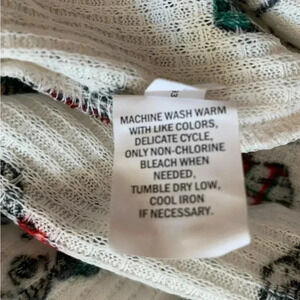 MACHINE WASH WARM
WITH LIKE COLORS,
DELICATE CYCLE,
ONLY NON-CHLORINE
BLEACH WHEN
NEEDED,
TUMBLE DRY LOW,
COOL IRON
IF NECESSARY.